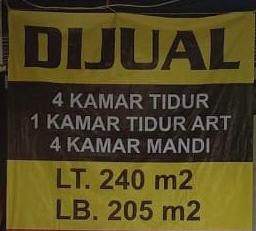 DIJUAL
4 KAMAR TIDUR
1 KAMAR TIDUR ART
4 KAMAR MANDI
LT. 240 m2
LB. 205 m2